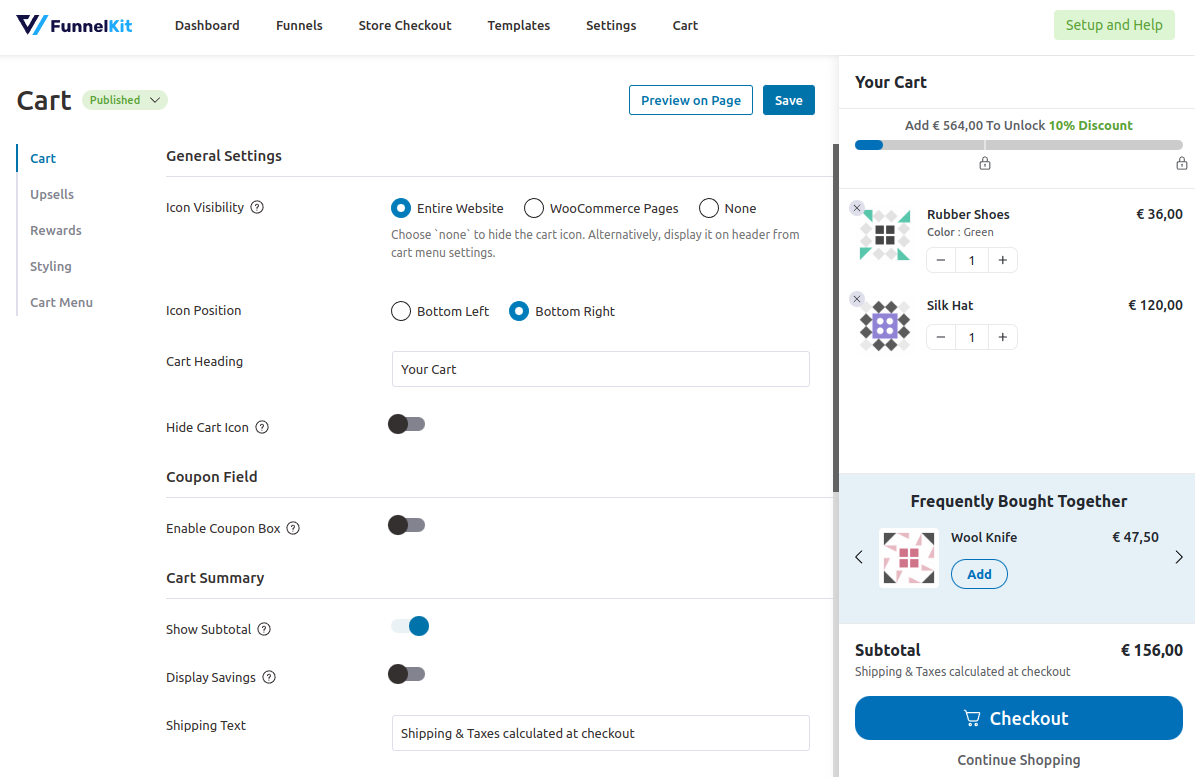 FunnelKit
Dashboard
Funnels
Store Checkout
Templates
Settings
Cart
Setup and Help
Cart
Published
Preview on Page
Save
Cart
Upsells
Rewards
Styling
Cart Menu
General Settings
Icon Visibility
Entire Website
WooCommerce Pages
None
Choose `none` to hide the cart icon. Alternatively, display it on header from
cart menu settings.
Icon Position
Bottom Left
Bottom Right
Cart Heading
Your Cart
Hide Cart Icon
Coupon Field
Enable Coupon Box
Cart Summary
Show Subtotal
Display Savings
Shipping Text
Shipping & Taxes calculated at checkout
Your Cart
Add € 564,00 To Unlock 10% Discount
Rubber Shoes
€ 36,00
Color : Green
− 1 +
Silk Hat
€ 120,00
− 1 +
Frequently Bought Together
Wool Knife
€ 47,50
Add
Subtotal
€ 156,00
Shipping & Taxes calculated at checkout
Checkout
Continue Shopping